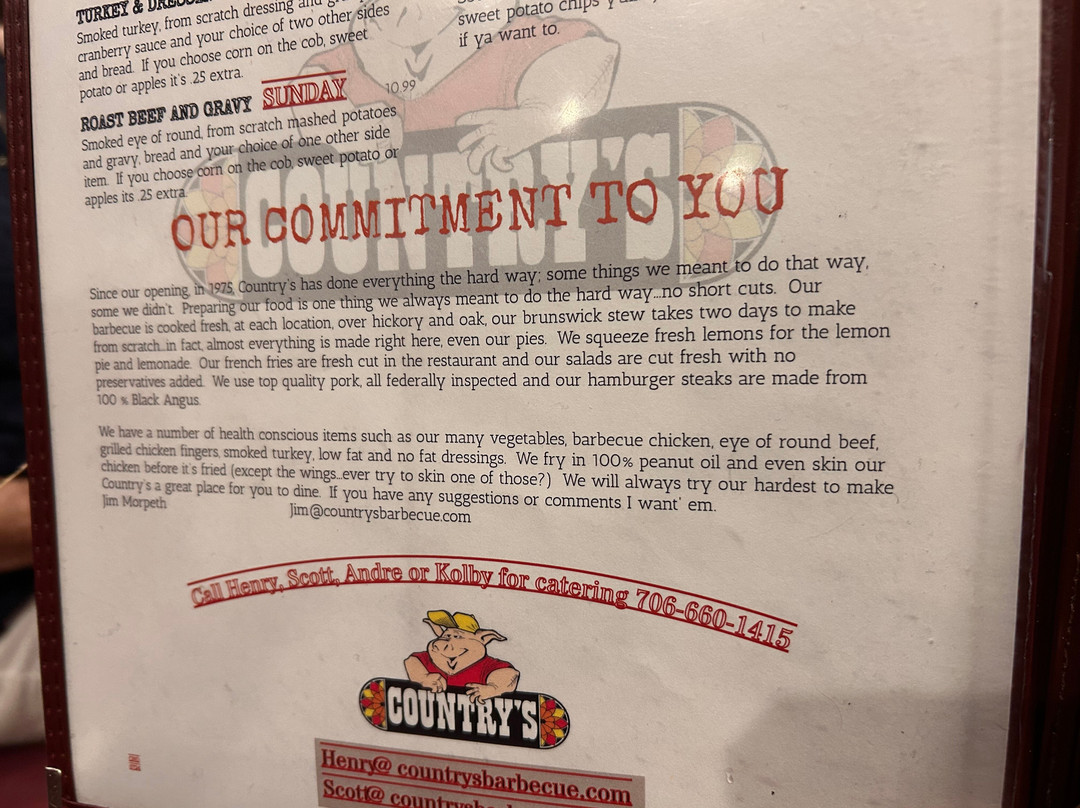 TURKEY &
Smoked turkey, from scratch dressing and
cranberry sauce and your choice of two other sides
and bread. If you choose corn on the cob, sweet
potato or apples it's .25 extra.
sweet potato chips
if ya want to.
ROAST BEEF AND GRAVY SUNDAY 10.99
Smoked eye of round, from scratch mashed potatoes
and gravy, bread and your choice of one other side
item. If you choose corn on the cob, sweet potato or
apples its .25 extra.
COUNTRY'S
OUR COMMITMENT TO YOU
Since our opening, in 1975, Country's has done everything the hard way; some things we meant to do that way,
some we didn't. Preparing our food is one thing we always meant to do the hard way...no short cuts. Our
barbecue is cooked fresh, at each location, over hickory and oak, our brunswick stew takes two days to make
from scratch...in fact, almost everything is made right here, even our pies. We squeeze fresh lemons for the lemon
pie and lemonade. Our french fries are fresh cut in the restaurant and our salads are cut fresh with no
preservatives added. We use top quality pork, all federally inspected and our hamburger steaks are made from
100 % Black Angus.
We have a number of health conscious items such as our many vegetables, barbecue chicken, eye of round beef,
grilled chicken fingers, smoked turkey, low fat and no fat dressings. We fry in 100% peanut oil and even skin our
chicken before it's fried (except the wings...ever try to skin one of those?) We will always try our hardest to make
Country's a great place for you to dine. If you have any suggestions or comments I want' em.
Jim Morpeth Jim@countrysbarbecue.com
Call Henry, Scott, Andre or Kolby for catering 706-660-1415
COUNTRY'S
Henry@ countrysbarbecue.com
Scott@